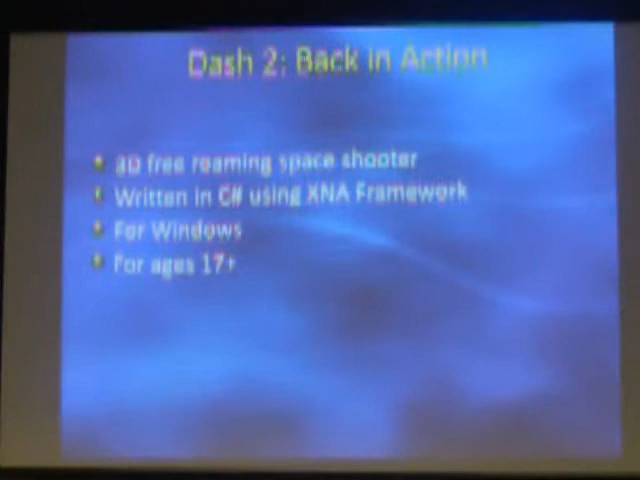 Dash 2: Back in Action
3D free roaming space shooter
Written in C# using XNA Framework
For Windows
For ages 17+